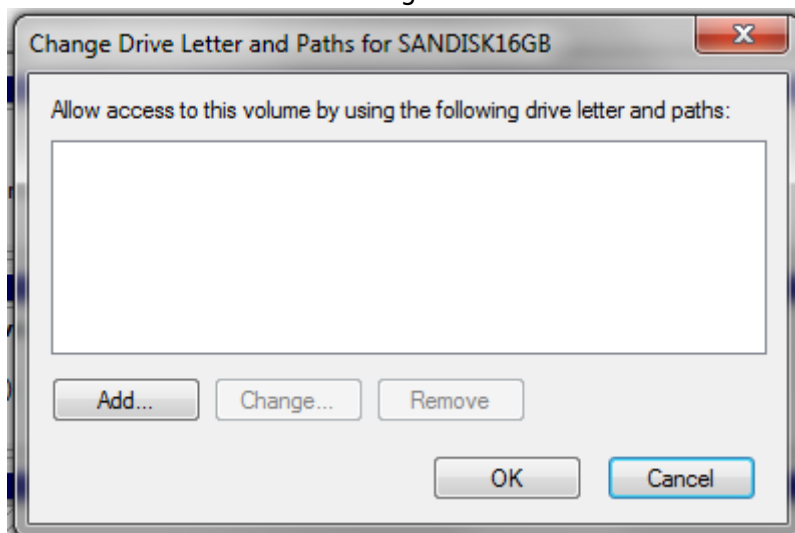 Change Drive Letter and Paths for SANDISK16GB
Allow access to this volume by using the following drive letter and paths:
Add...
Change...
Remove
OK
Cancel